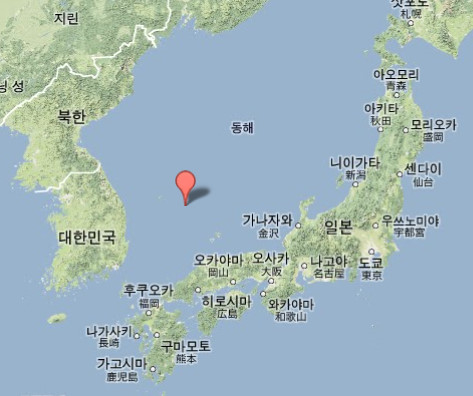 삿포로
札幌
지린
닝 성
아오모리
青森
북한
아키타
秋田
동해
모리오카
盛岡
니이가타
新潟
센다이
仙台
가나자와
金沢
일본
우쓰노미야
宇都宮
대한민국
오카야마
岡山
오사카
大阪
나고야
名古屋
도쿄
東京
후쿠오카
福岡
히로시마
広島
와카야마
和歌山
나가사키
長崎
구마모토
熊本
가고시마
鹿児島